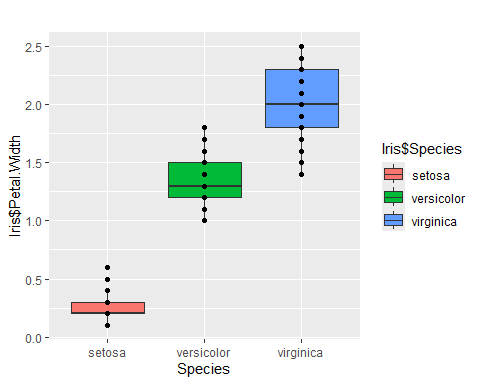 2.5
2.0
1.5
1.0
0.5
0.0
Iris$Petal.Width
setosa
versicolor
virginica
Species
Iris$Species
setosa
versicolor
virginica